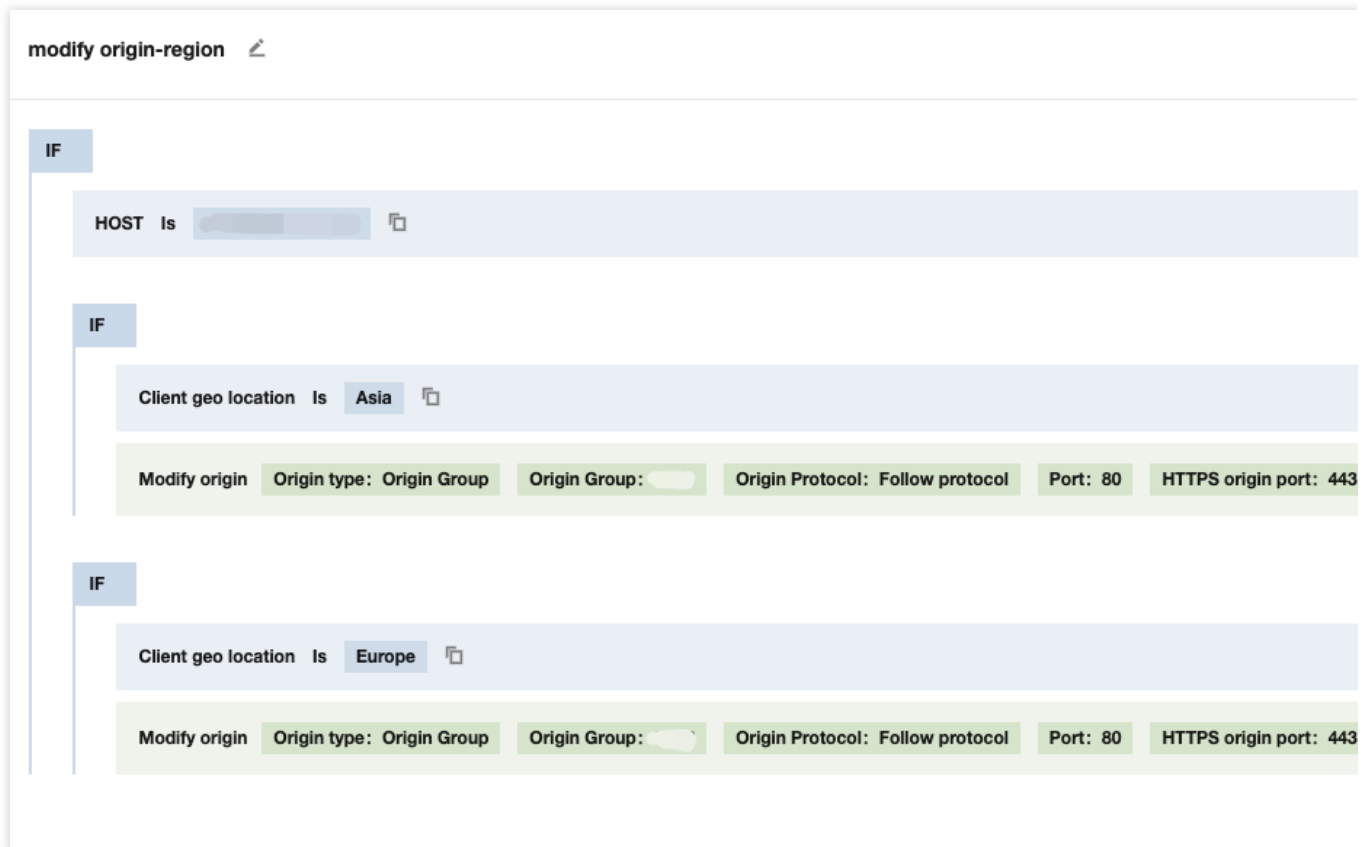 modify origin-region
IF
HOST Is
IF
Client geo location Is Asia
Modify origin Origin type: Origin Group Origin Group: Origin Protocol: Follow protocol Port: 80 HTTPS origin port: 443
IF
Client geo location Is Europe
Modify origin Origin type: Origin Group Origin Group: Origin Protocol: Follow protocol Port: 80 HTTPS origin port: 443